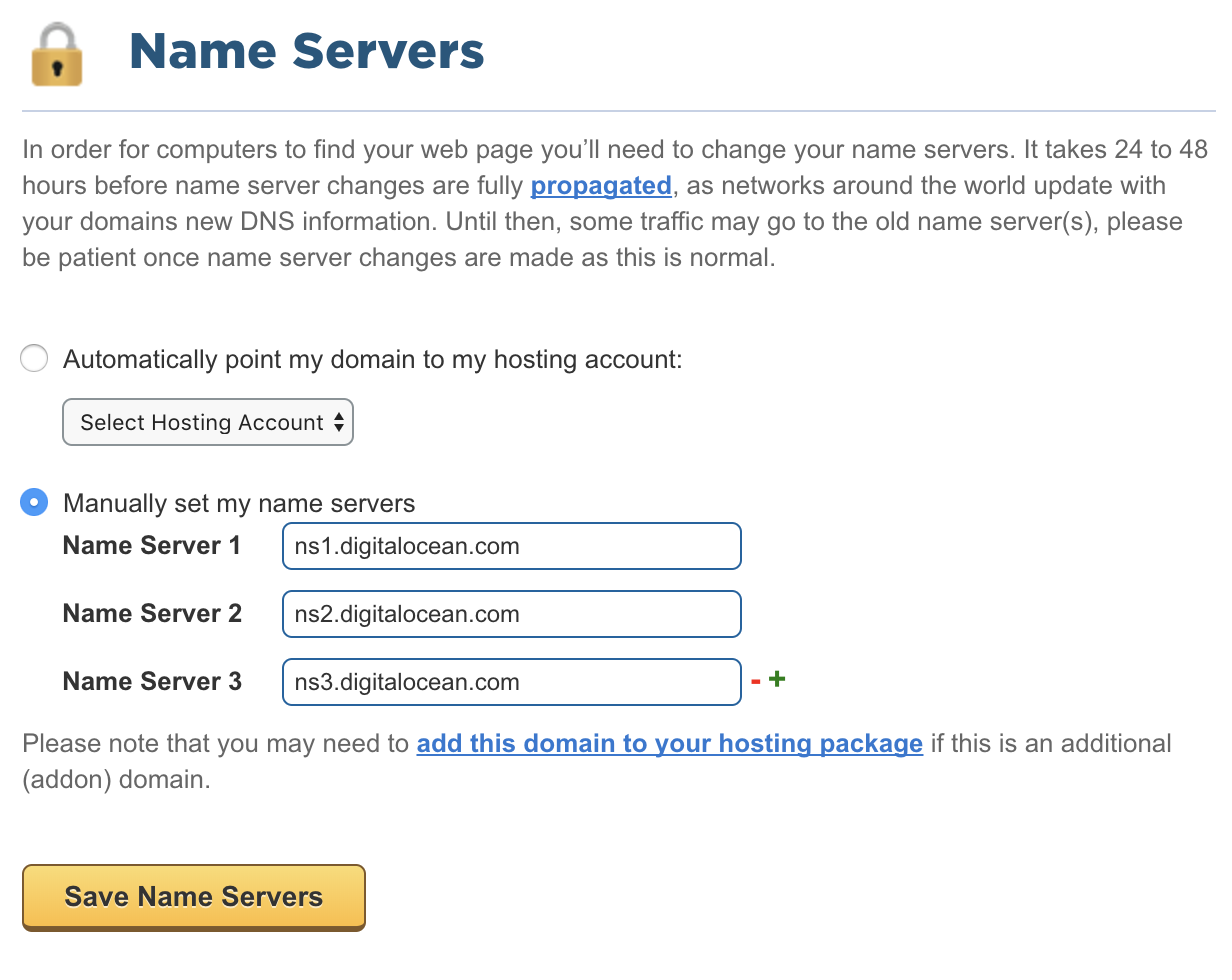 Name Servers
In order for computers to find your web page you’ll need to change your name servers. It takes 24 to 48
hours before name server changes are fully propagated, as networks around the world update with
your domains new DNS information. Until then, some traffic may go to the old name server(s), please
be patient once name server changes are made as this is normal.
Automatically point my domain to my hosting account:
Select Hosting Account
Manually set my name servers
Name Server 1 ns1.digitalocean.com
Name Server 2 ns2.digitalocean.com
Name Server 3 ns3.digitalocean.com - +
Please note that you may need to add this domain to your hosting package if this is an additional
(addon) domain.
Save Name Servers